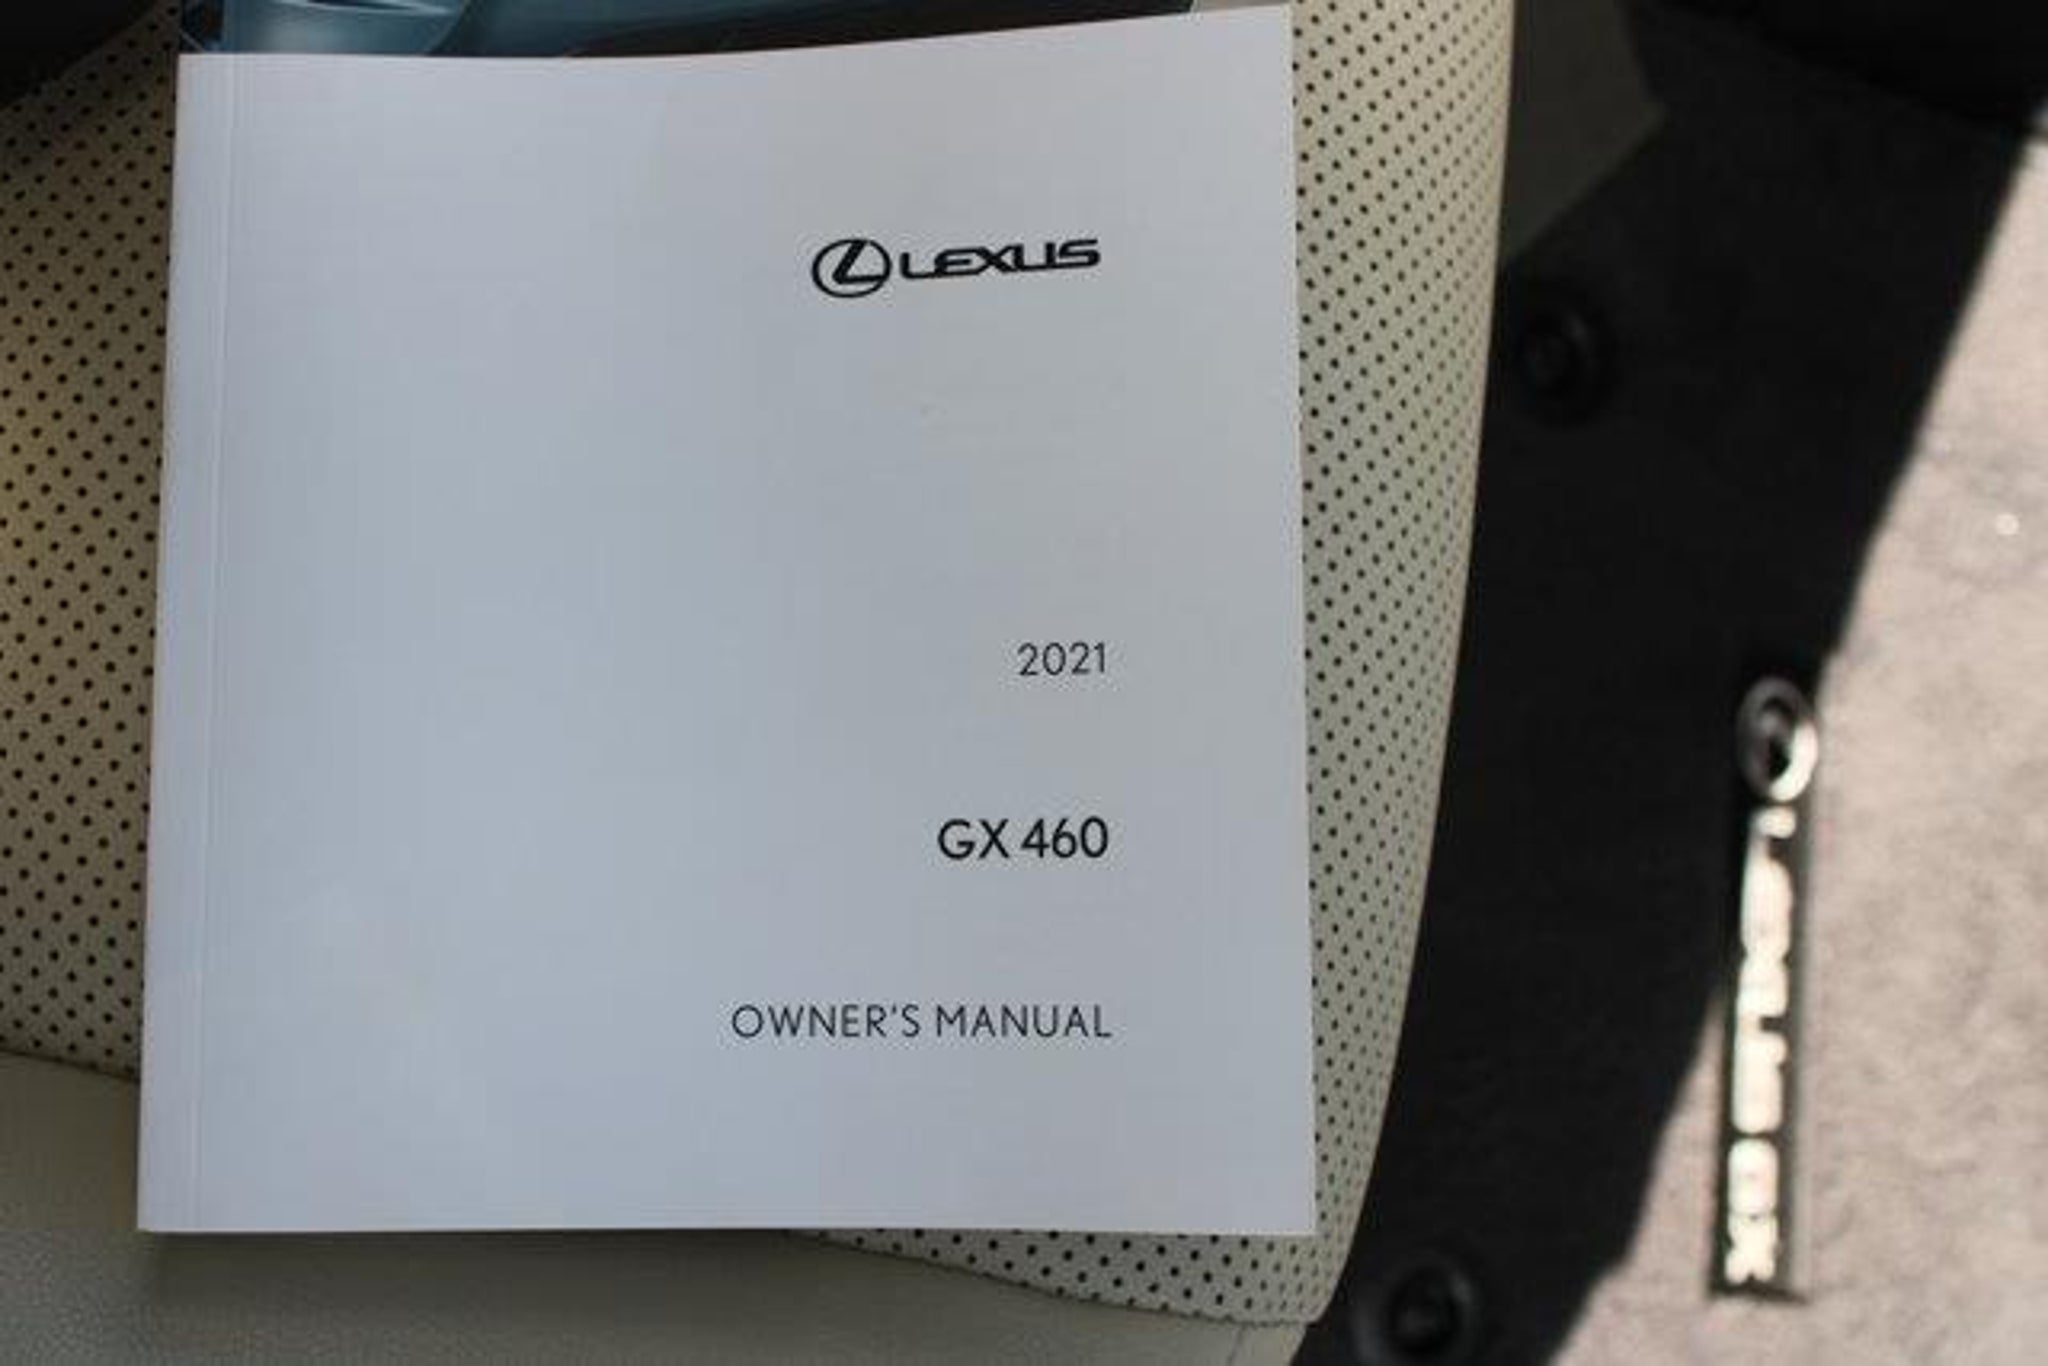 LEXUS
2021
GX 460
OWNER'S MANUAL